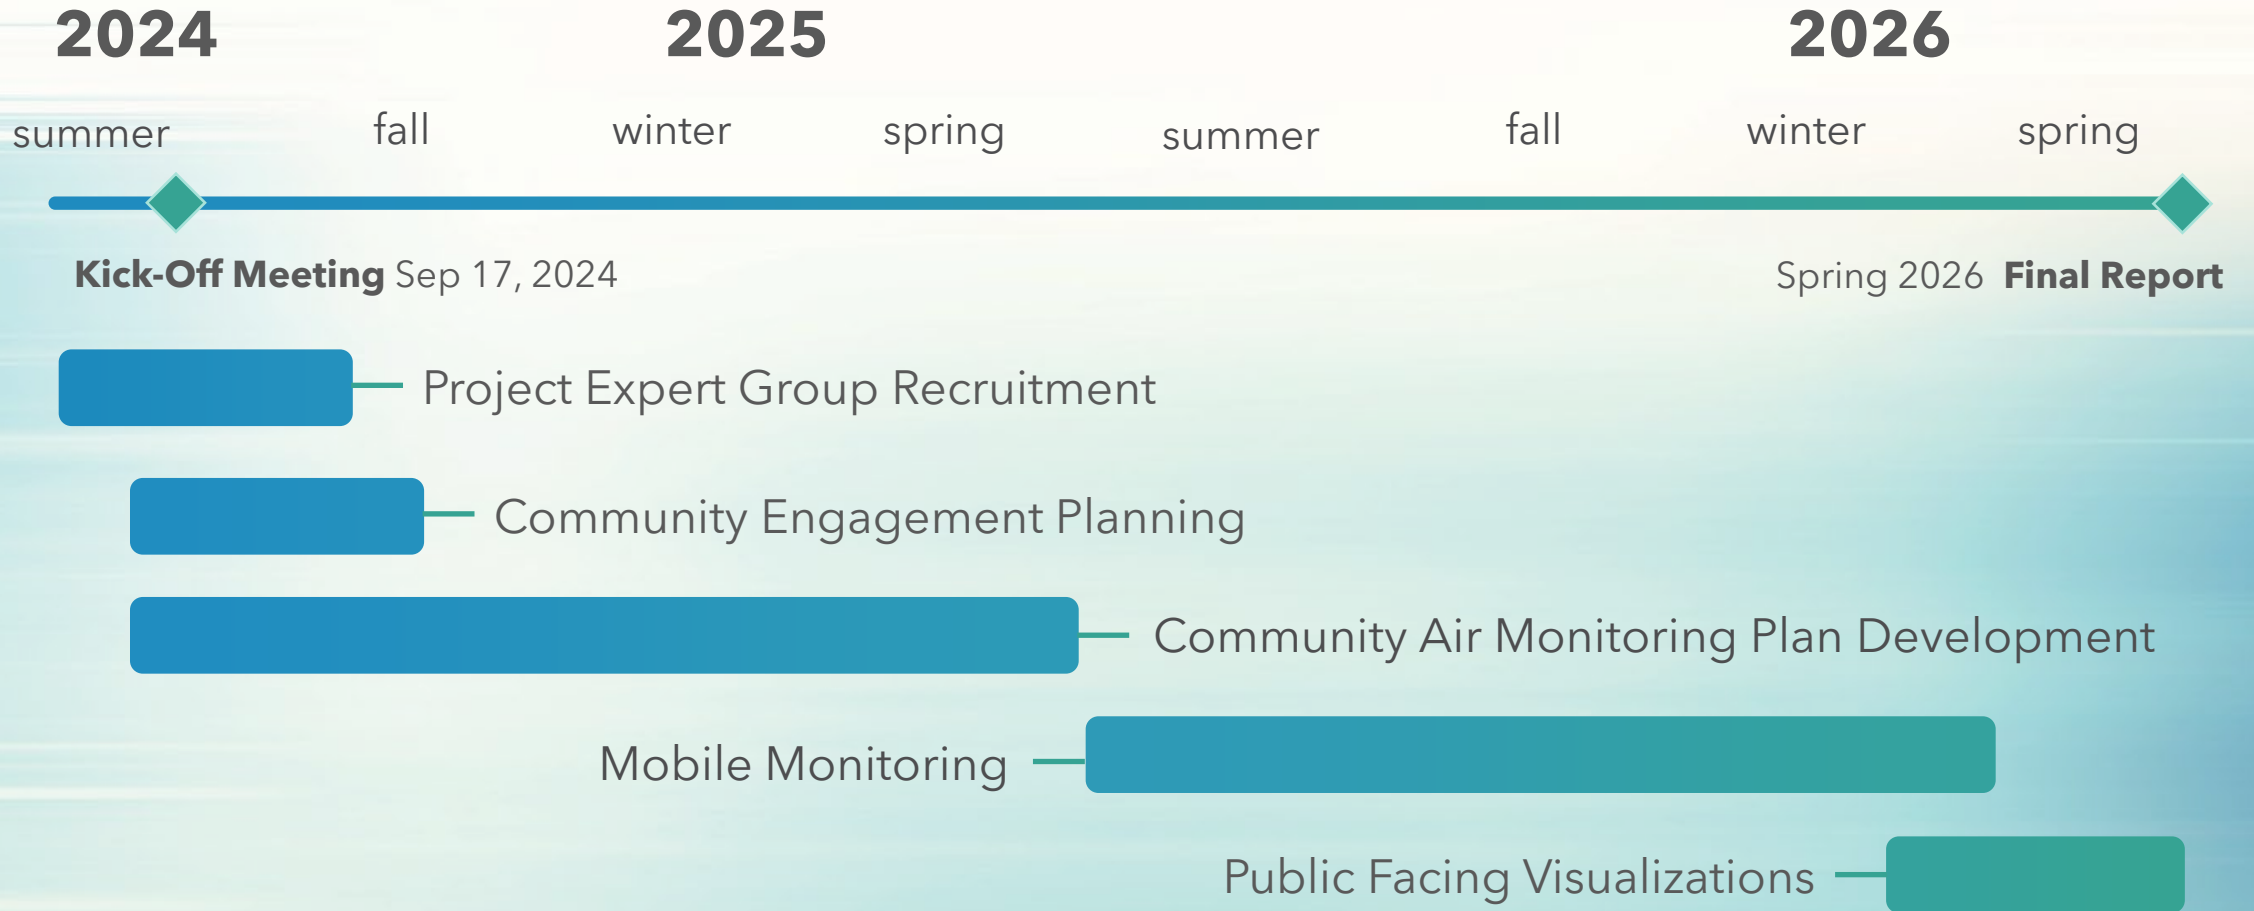 2024 2025 2026
summer fall winter spring summer fall winter spring
Kick-Off Meeting Sep 17, 2024 Spring 2026 Final Report
Project Expert Group Recruitment
Community Engagement Planning
Community Air Monitoring Plan Development
Mobile Monitoring
Public Facing Visualizations